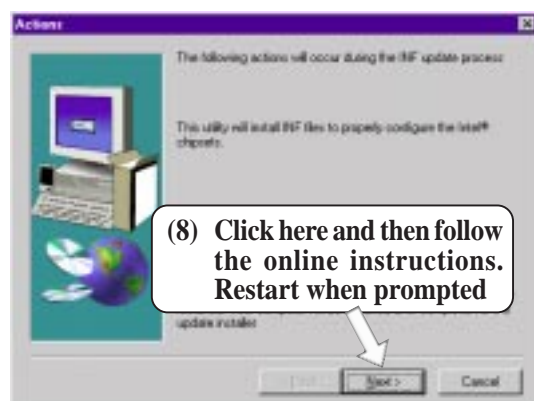 Actions
The following actions will occur during the INF update process
This utility will install INF files to properly configure the Intel®
chipsets.
(8) Click here and then follow
the online instructions.
Restart when prompted
update installer
Next >
Cancel